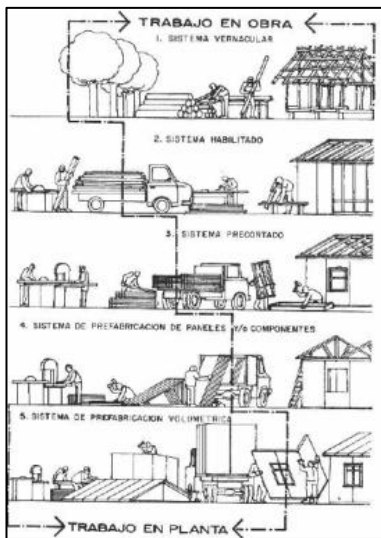 TRABAJO EN OBRA
1. SISTEMA VERNACULAR
2. SISTEMA HABILITADO
3. SISTEMA PRECORTADO
4. SISTEMA DE PREFABRICACION DE PANELES Y/o COMPONENTES
5. SISTEMA DE PREFABRICACION VOLUMETRICA
TRABAJO EN PLANTA